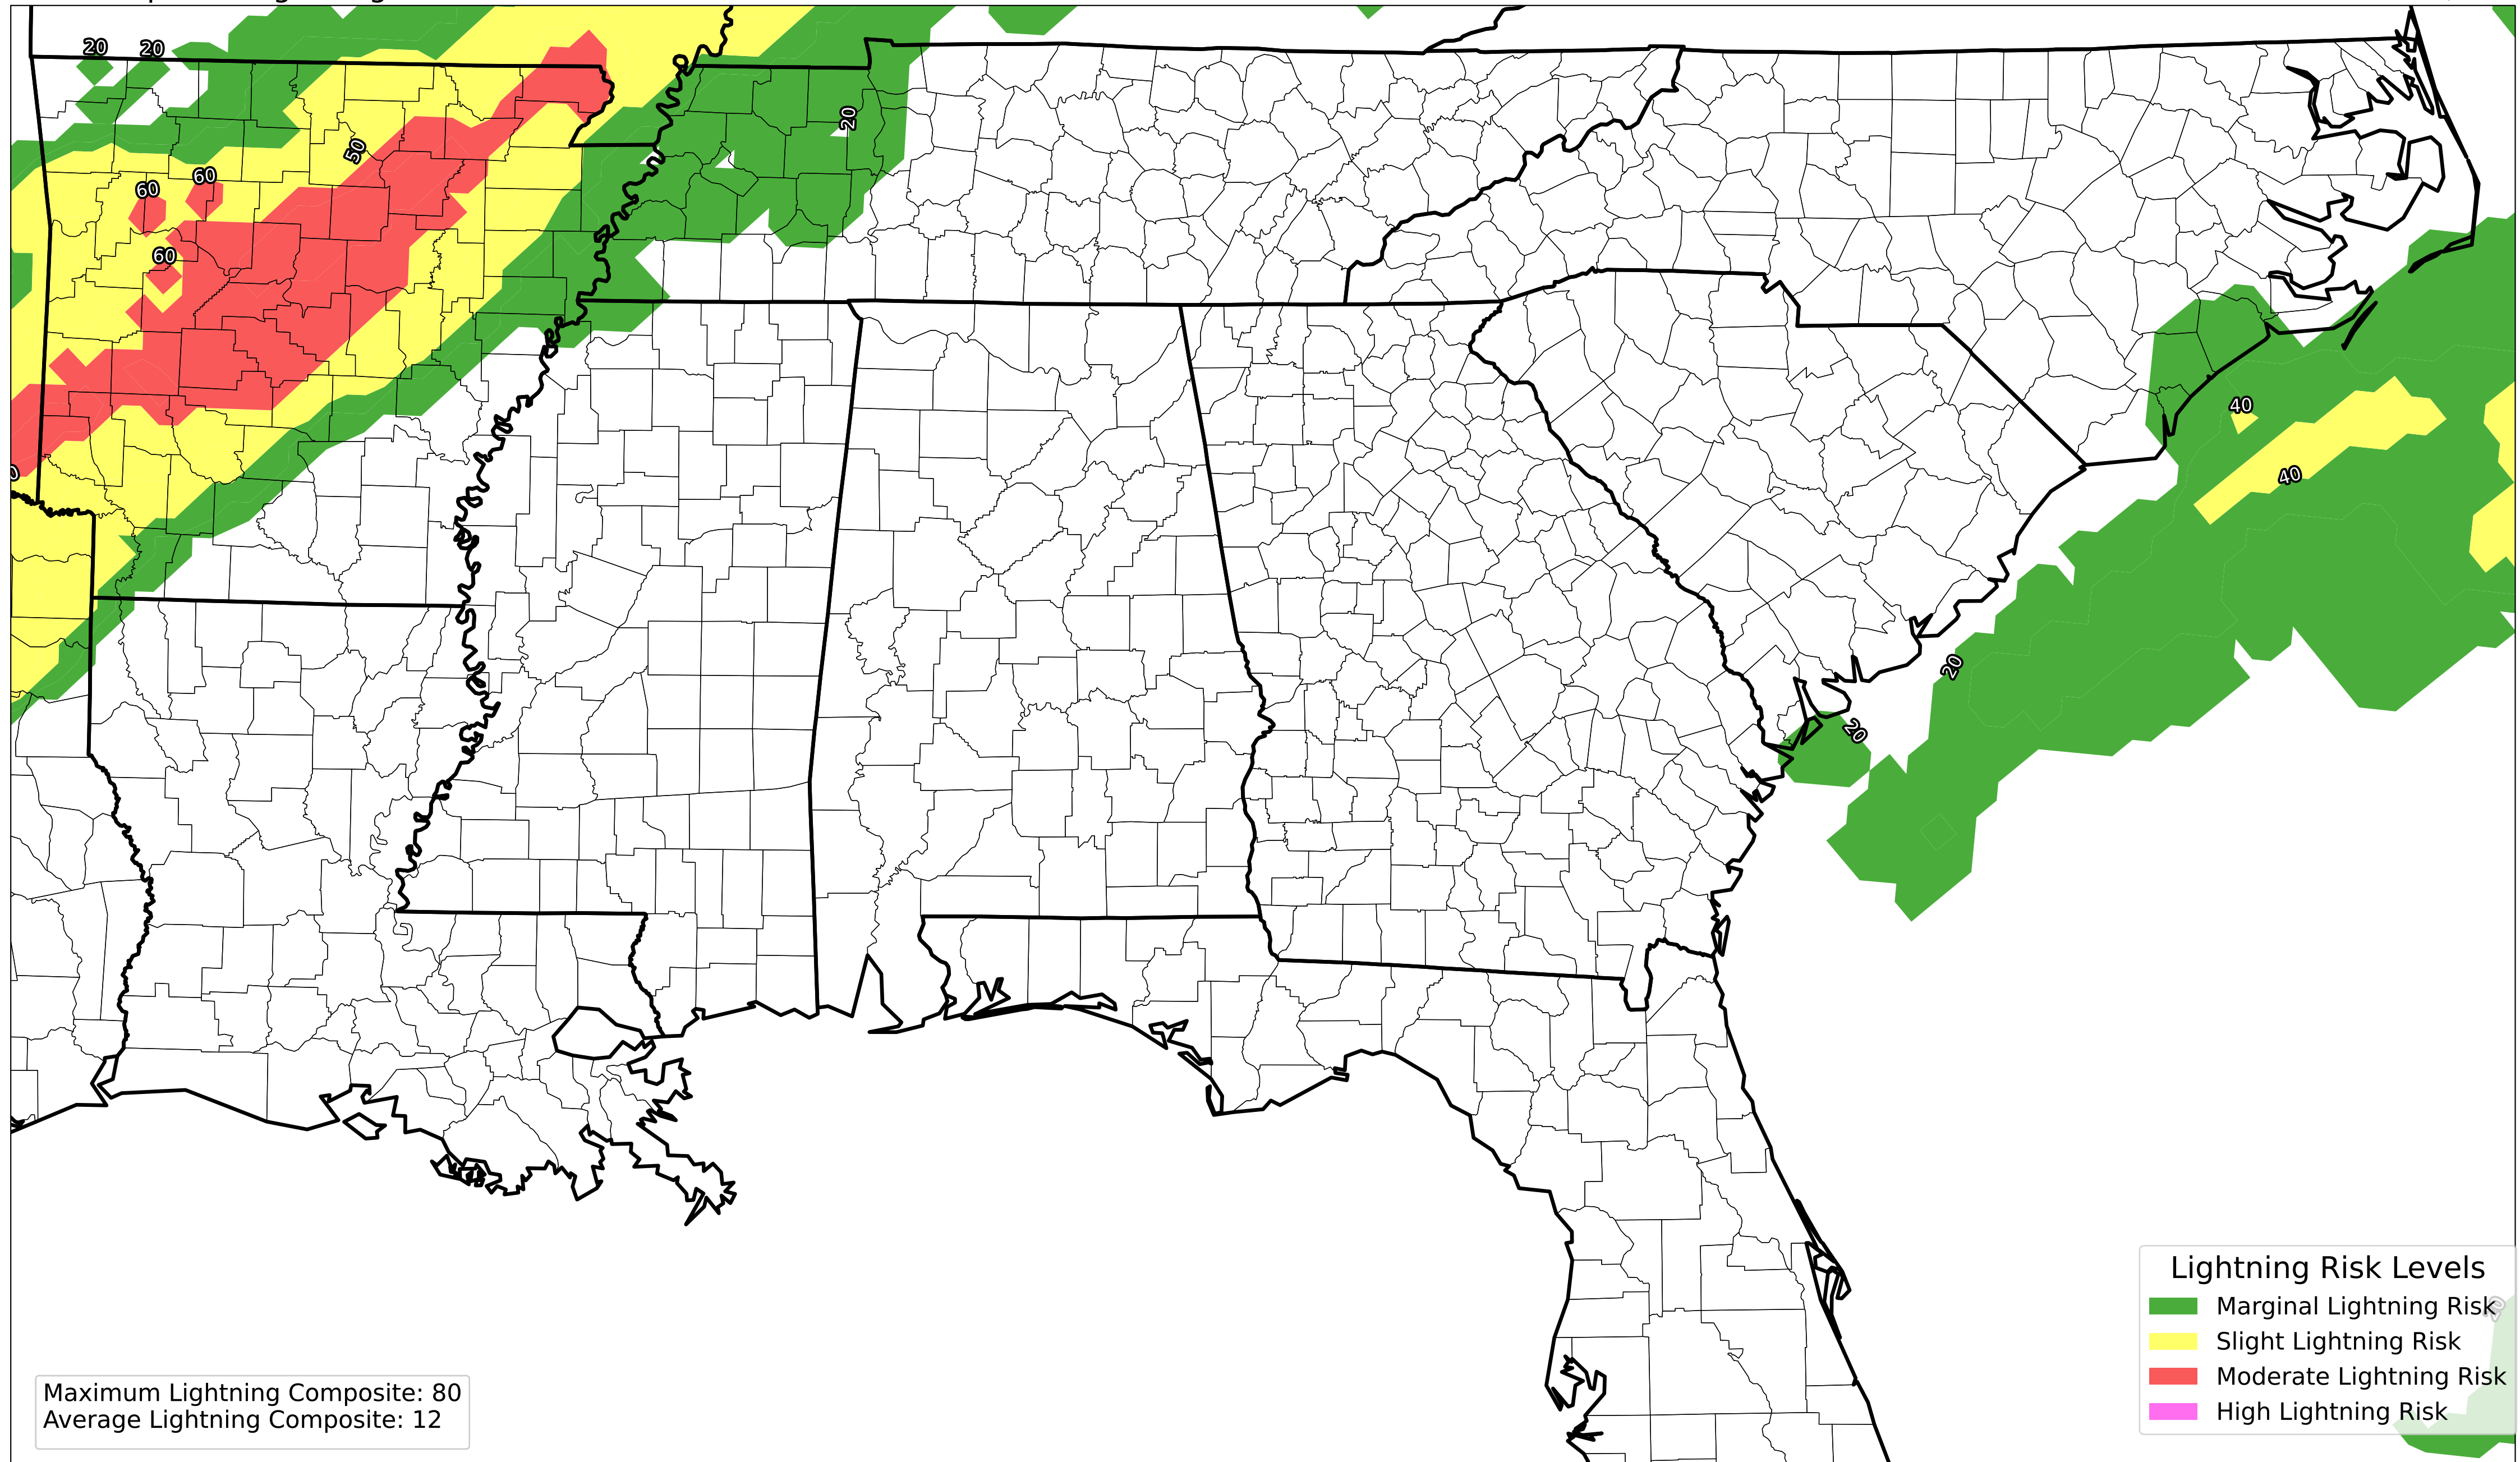 20 20
20
50
60 60
60
40
40
20
20
Lightning Risk Levels
Marginal Lightning Risk
Slight Lightning Risk
Moderate Lightning Risk
High Lightning Risk
Maximum Lightning Composite: 80
Average Lightning Composite: 12